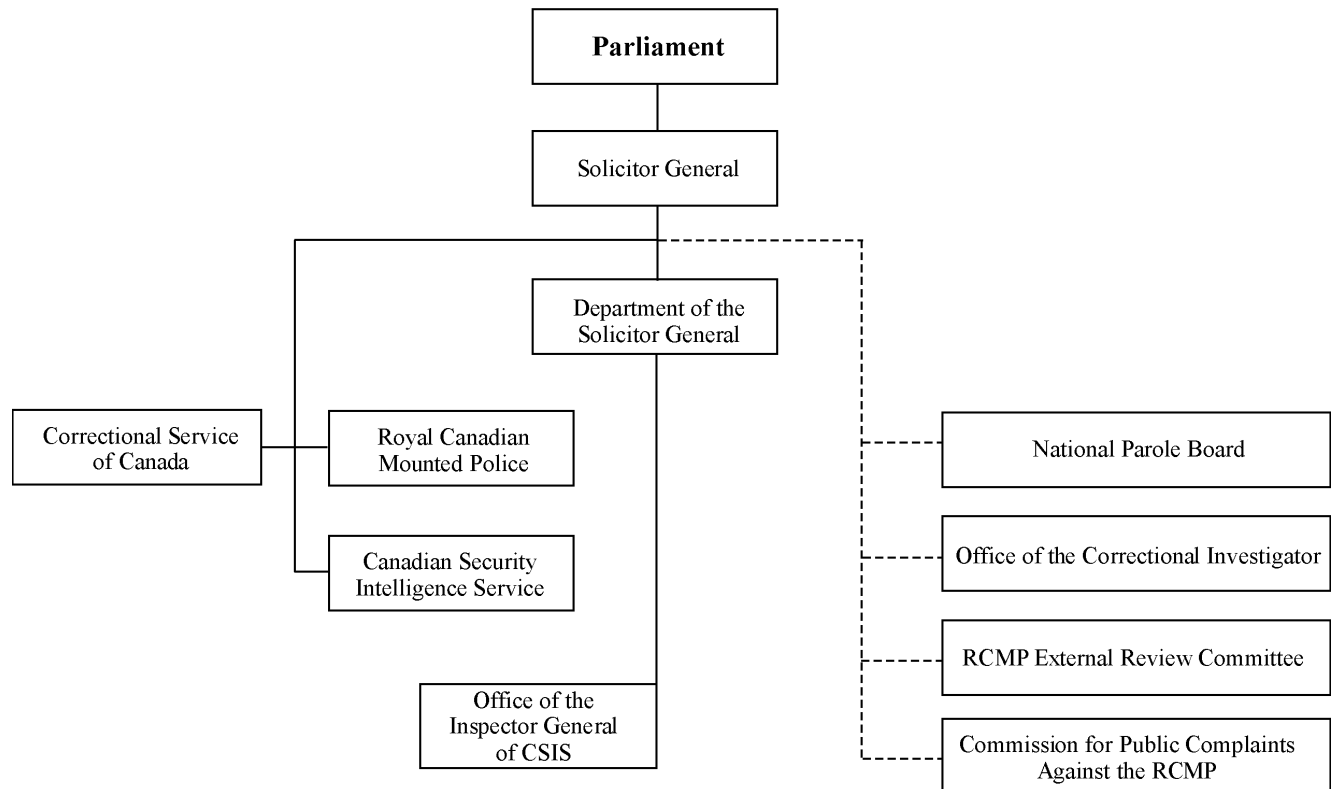 Parliament
Solicitor General
Department of the
Solicitor General
Correctional Service
of Canada
Royal Canadian
Mounted Police
Canadian Security
Intelligence Service
Office of the
Inspector General
of CSIS
National Parole Board
Office of the Correctional Investigator
RCMP External Review Committee
Commission for Public Complaints
Against the RCMP